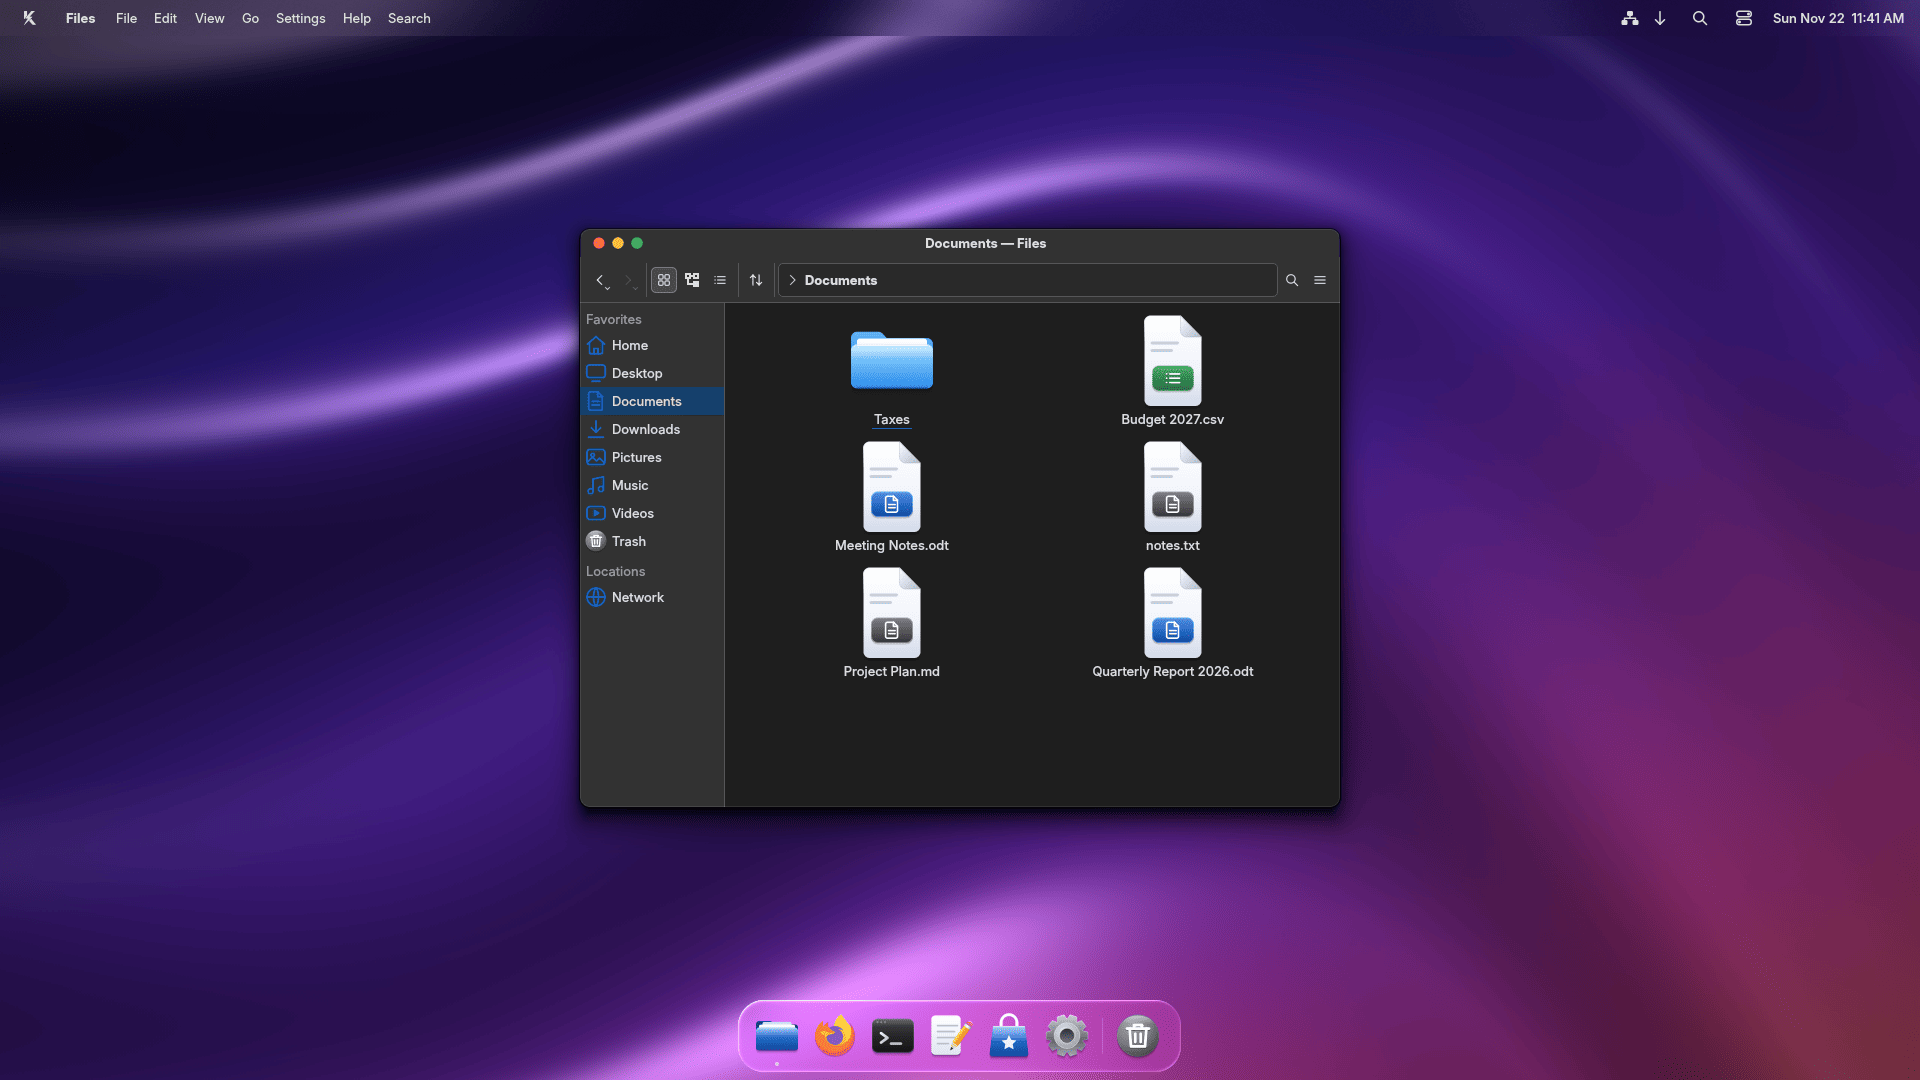 Files File Edit View Go Settings Help Search Sun Nov 22 11:41 AM
Documents — Files
Documents
Favorites
Home
Desktop
Documents
Downloads
Pictures
Music
Videos
Trash
Locations
Network
Taxes
Budget 2027.csv
Meeting Notes.odt
notes.txt
Project Plan.md
Quarterly Report 2026.odt